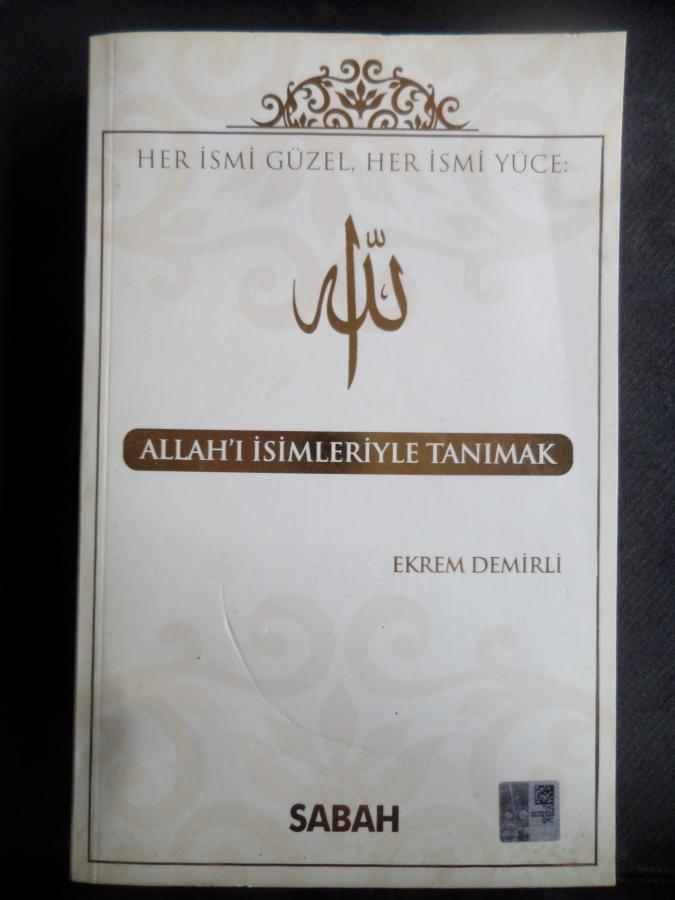 HER İSMİ GÜZEL, HER İSMİ YÜCE:
الله
ALLAH'I İSİMLERİYLE TANIMAK
EKREM DEMİRLİ
SABAH